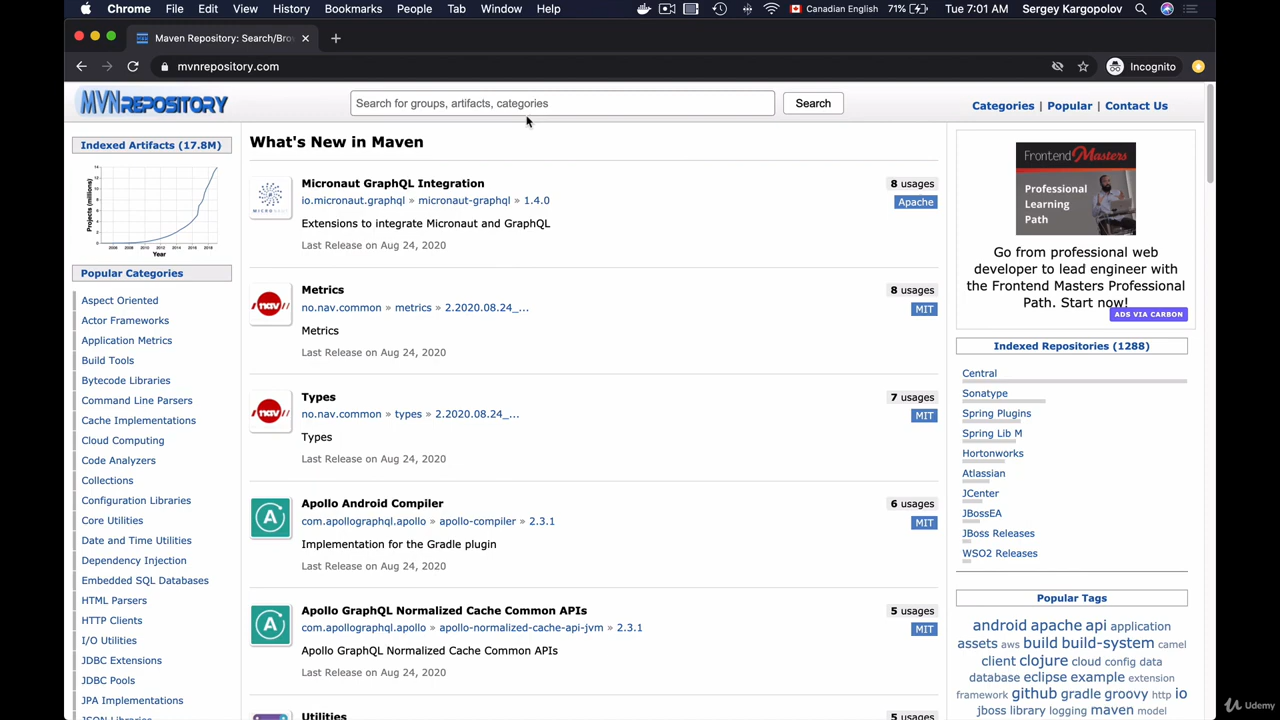 Chrome File Edit View History Bookmarks People Tab Window Help Canadian English 71% Tue 7:01 AM Sergey Kargopolov
Maven Repository: Search/Bro
mvnrepository.com Incognito
MVNREPOSITORY
Search for groups, artifacts, categories
Search
Categories | Popular | Contact Us
Indexed Artifacts (17.8M)
Projects (millions)
Year
Popular Categories
Aspect Oriented
Actor Frameworks
Application Metrics
Build Tools
Bytecode Libraries
Command Line Parsers
Cache Implementations
Cloud Computing
Code Analyzers
Collections
Configuration Libraries
Core Utilities
Date and Time Utilities
Dependency Injection
Embedded SQL Databases
HTML Parsers
HTTP Clients
I/O Utilities
JDBC Extensions
JDBC Pools
JPA Implementations
What's New in Maven
Micronaut GraphQL Integration
8 usages
io.micronaut.graphql » micronaut-graphql » 1.4.0
Apache
Extensions to integrate Micronaut and GraphQL
Last Release on Aug 24, 2020
Metrics
8 usages
no.nav.common » metrics » 2.2020.08.24_...
MIT
Metrics
Last Release on Aug 24, 2020
Types
7 usages
no.nav.common » types » 2.2020.08.24_...
MIT
Types
Last Release on Aug 24, 2020
Apollo Android Compiler
6 usages
com.apollographql.apollo » apollo-compiler » 2.3.1
MIT
Implementation for the Gradle plugin
Last Release on Aug 24, 2020
Apollo GraphQL Normalized Cache Common APIs
5 usages
com.apollographql.apollo » apollo-normalized-cache-api-jvm » 2.3.1
MIT
Apollo GraphQL Normalized Cache Common APIs
Last Release on Aug 24, 2020
Utilities
5 usages
Frontend Masters
Professional
Learning
Path
Go from professional web
developer to lead engineer with
the Frontend Masters Professional
Path. Start now!
ADS VIA CARBON
Indexed Repositories (1288)
Central
Sonatype
Spring Plugins
Spring Lib M
Hortonworks
Atlassian
JCenter
JBossEA
JBoss Releases
WSO2 Releases
Popular Tags
android apache api application
assets aws build build-system camel
client clojure cloud config data
database eclipse example extension
framework github gradle groovy http io
jboss library logging maven model
Udemy